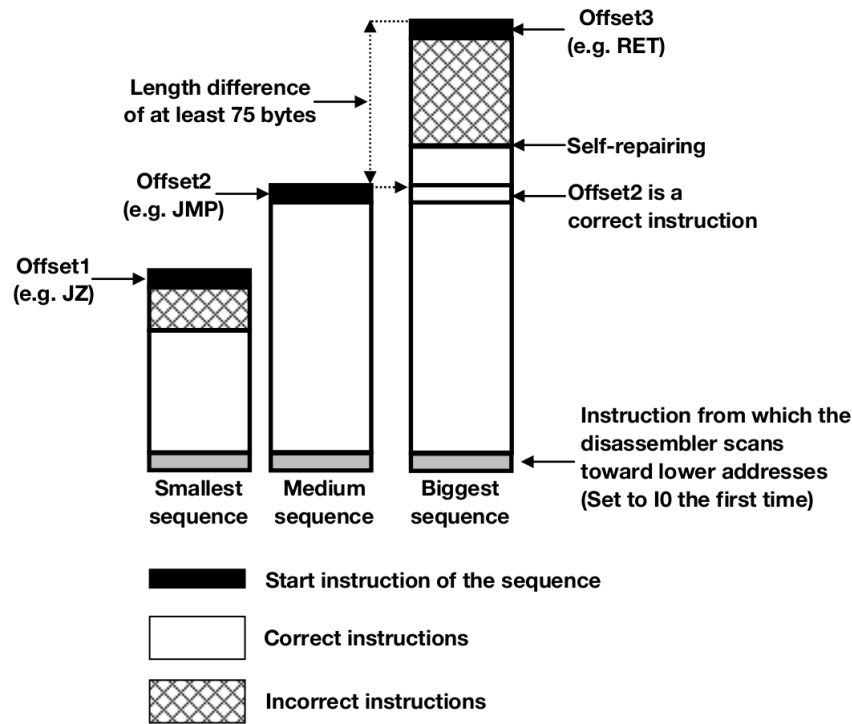 Offset3
(e.g. RET)
Length difference
of at least 75 bytes
Self-repairing
Offset2
(e.g. JMP)
Offset2 is a
correct instruction
Offset1
(e.g. JZ)
Instruction from which the
disassembler scans
toward lower addresses
(Set to I0 the first time)
Smallest
sequence
Medium
sequence
Biggest
sequence
Start instruction of the sequence
Correct instructions
Incorrect instructions